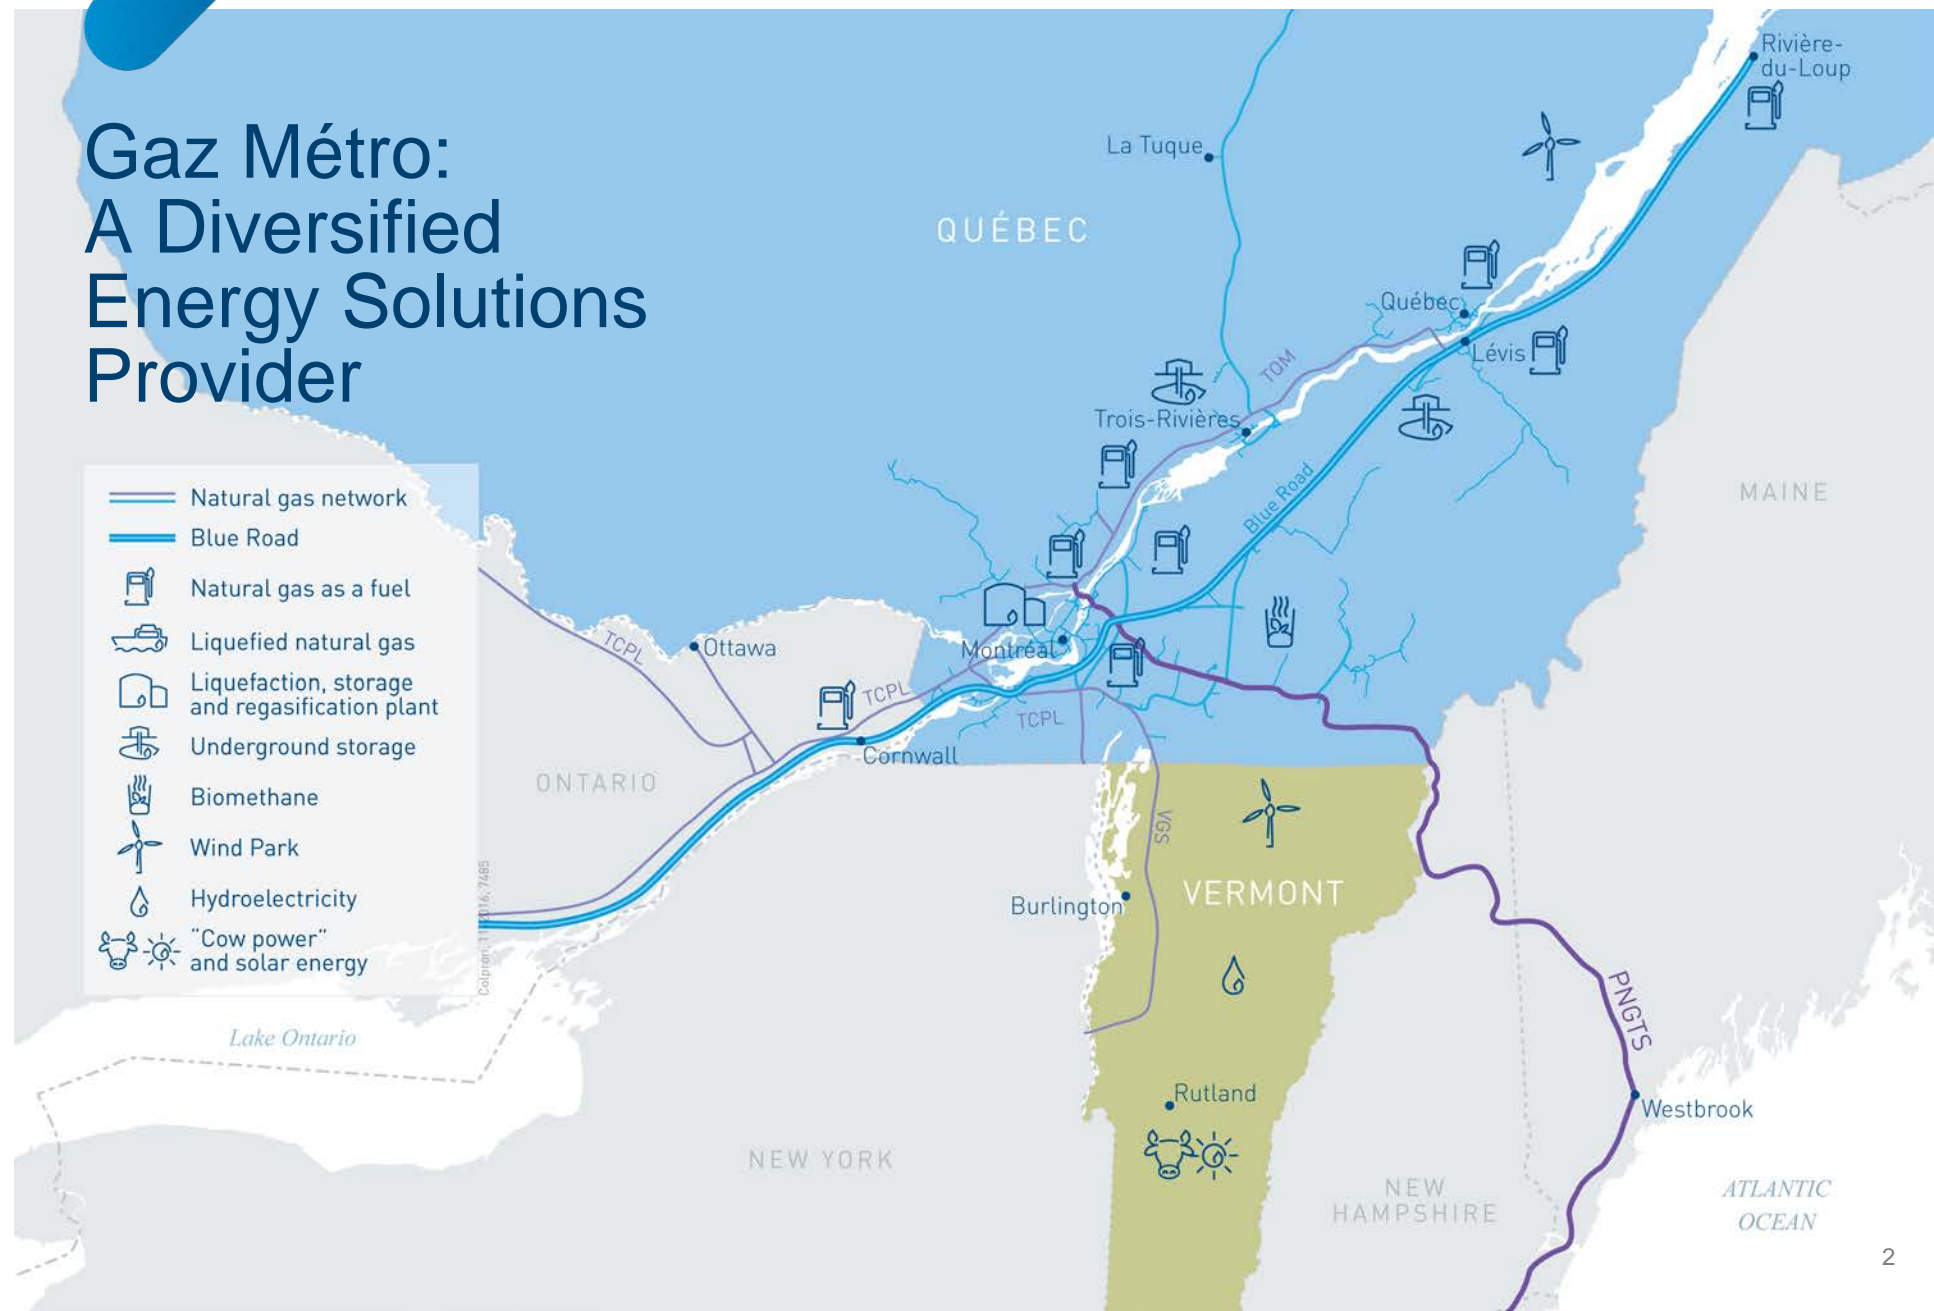 Gaz Métro:
A Diversified
Energy Solutions
Provider
Natural gas network
Blue Road
Natural gas as a fuel
Liquefied natural gas
Liquefaction, storage
and regasification plant
Underground storage
Biomethane
Wind Park
Hydroelectricity
"Cow power"
and solar energy
Rivière-
du-Loup
La Tuque
QUÉBEC
Québec
Lévis
TQM
Trois-Rivières
Blue Road
MAINE
Montréal
TCPL
Ottawa
TCPL
TCPL
Cornwall
ONTARIO
VGS
Burlington
VERMONT
PNGTS
Lake Ontario
Rutland
Westbrook
NEW YORK
NEW
HAMPSHIRE
ATLANTIC
OCEAN
2